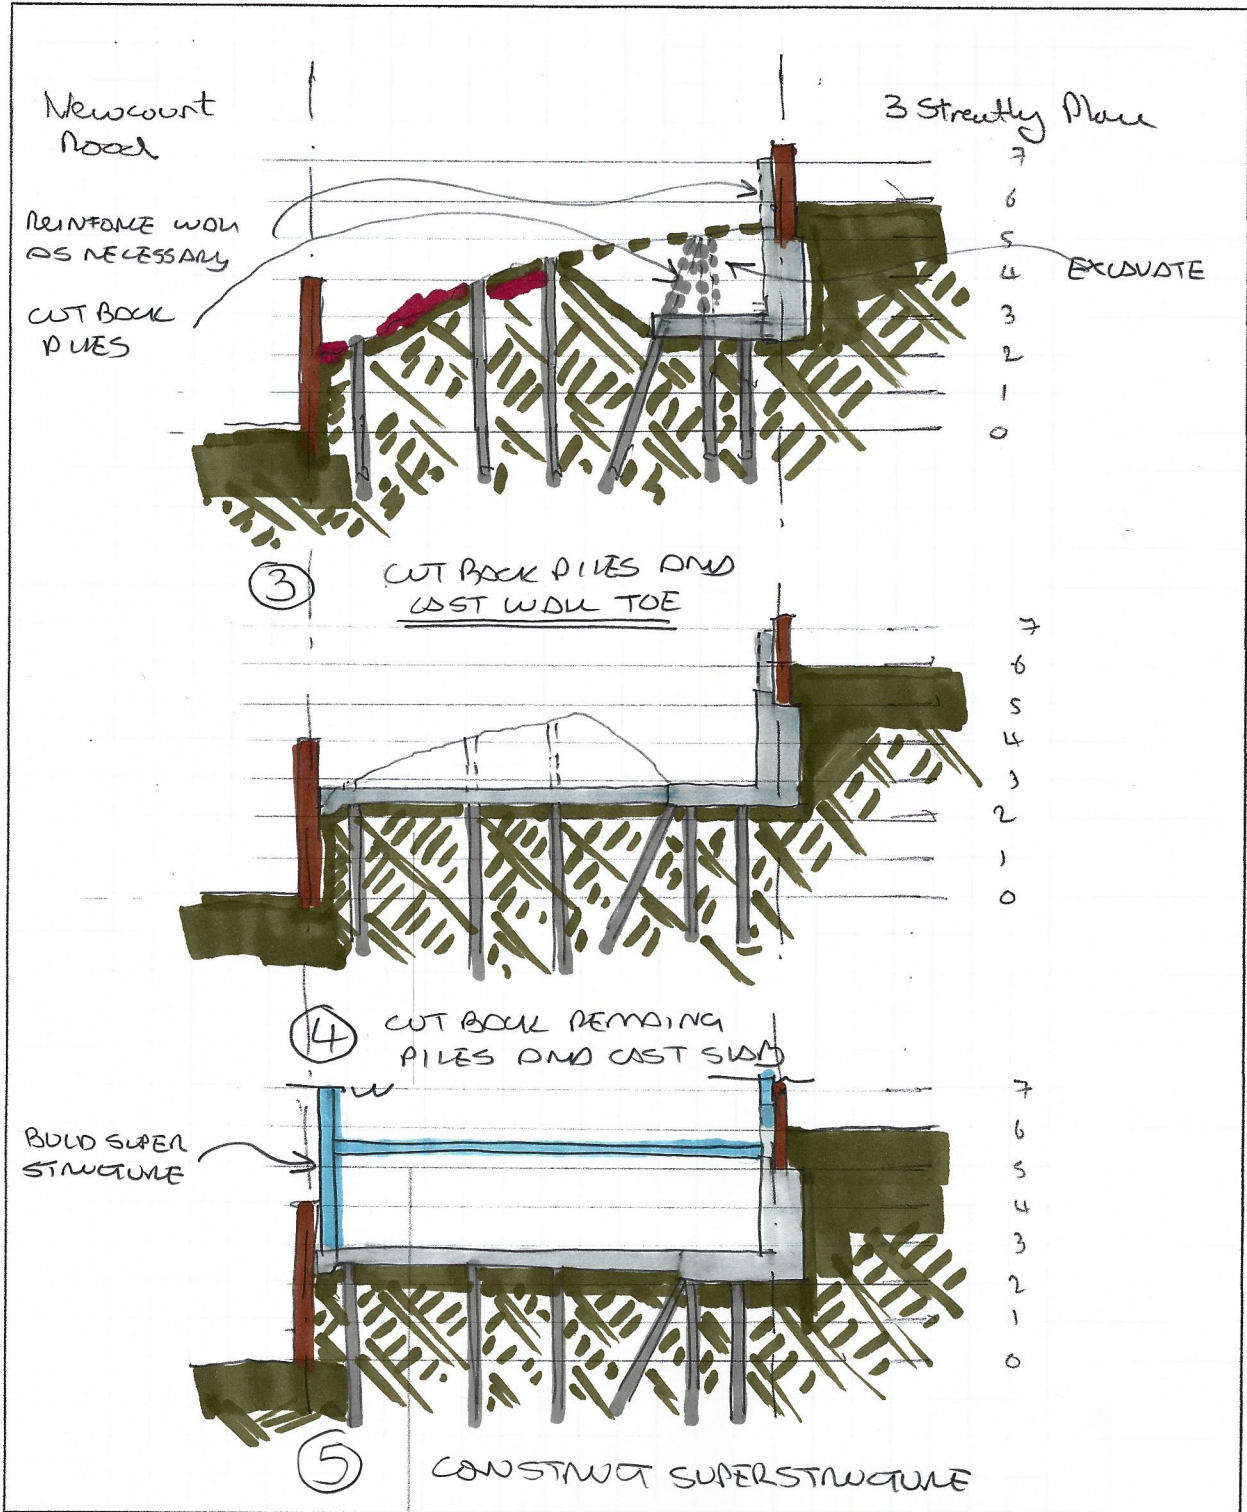 Newcourt
Road
3 Streatly Place
7
6
5
4
3
2
1
0
REINFORCE WALL
AS NECESSARY
CUT BACK
PILES
EXCAVATE
3
CUT BACK PILES AND
CAST WALL TOE
7
6
5
4
3
2
1
0
4
CUT BACK REMAINING
PILES AND CAST SLAB
7
6
5
4
3
2
1
0
BUILD SUPER
STRUCTURE
5
CONSTRUCT SUPERSTRUCTURE